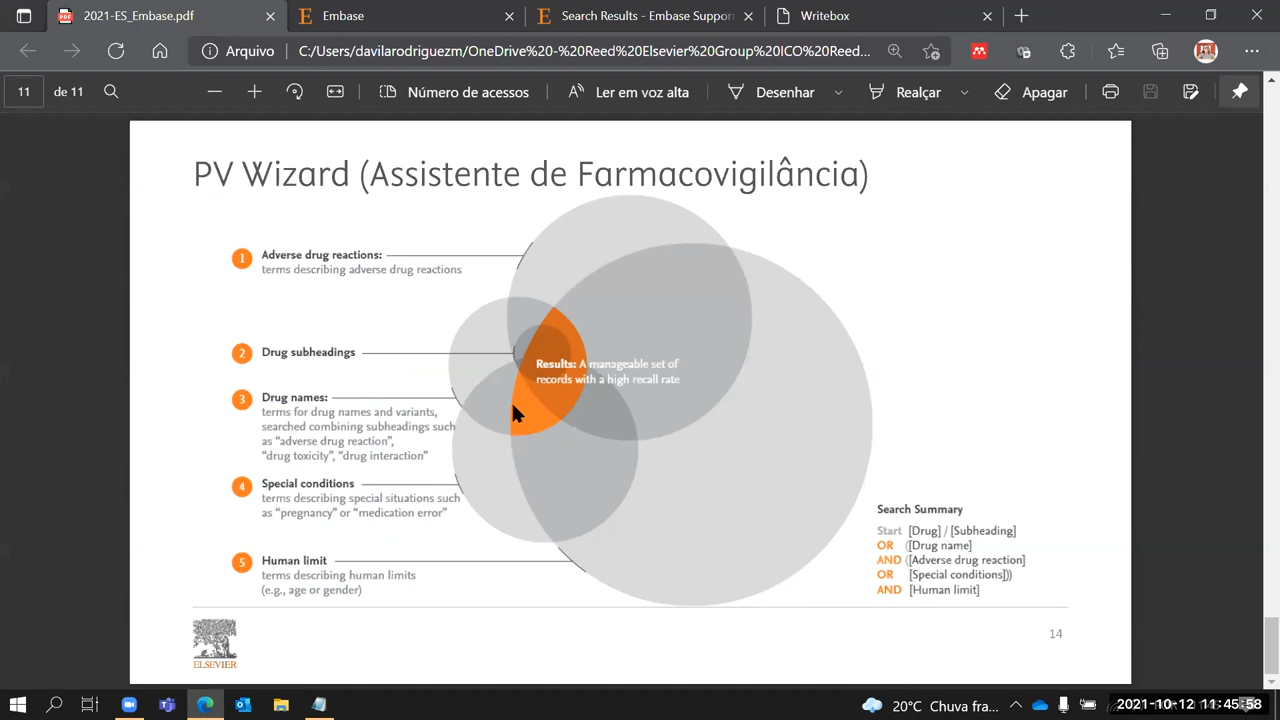 2021-ES_Embase.pdf
Embase
Search Results - Embase Suppor
Writebox
Arquivo
C:/Users/davilarodriguezm/OneDrive%20-%20Reed%20Elsevier%20Group%20ICO%20Reed...
11
de 11
Número de acessos
Ler em voz alta
Desenhar
Realçar
Apagar
PV Wizard (Assistente de Farmacovigilância)
1
Adverse drug reactions:
terms describing adverse drug reactions
2
Drug subheadings
3
Drug names:
terms for drug names and variants,
searched combining subheadings such
as “adverse drug reaction”,
“drug toxicity”, “drug interaction”
4
Special conditions
terms describing special situations such
as “pregnancy” or “medication error”
5
Human limit
terms describing human limits
(e.g., age or gender)
Results: A manageable set of
records with a high recall rate
Search Summary
Start [Drug] / [Subheading]
OR ([Drug name]
AND ([Adverse drug reaction]
OR [Special conditions]))
AND [Human limit]
ELSEVIER
14
20°C Chuva fra...
2021-10-12 11:45:58